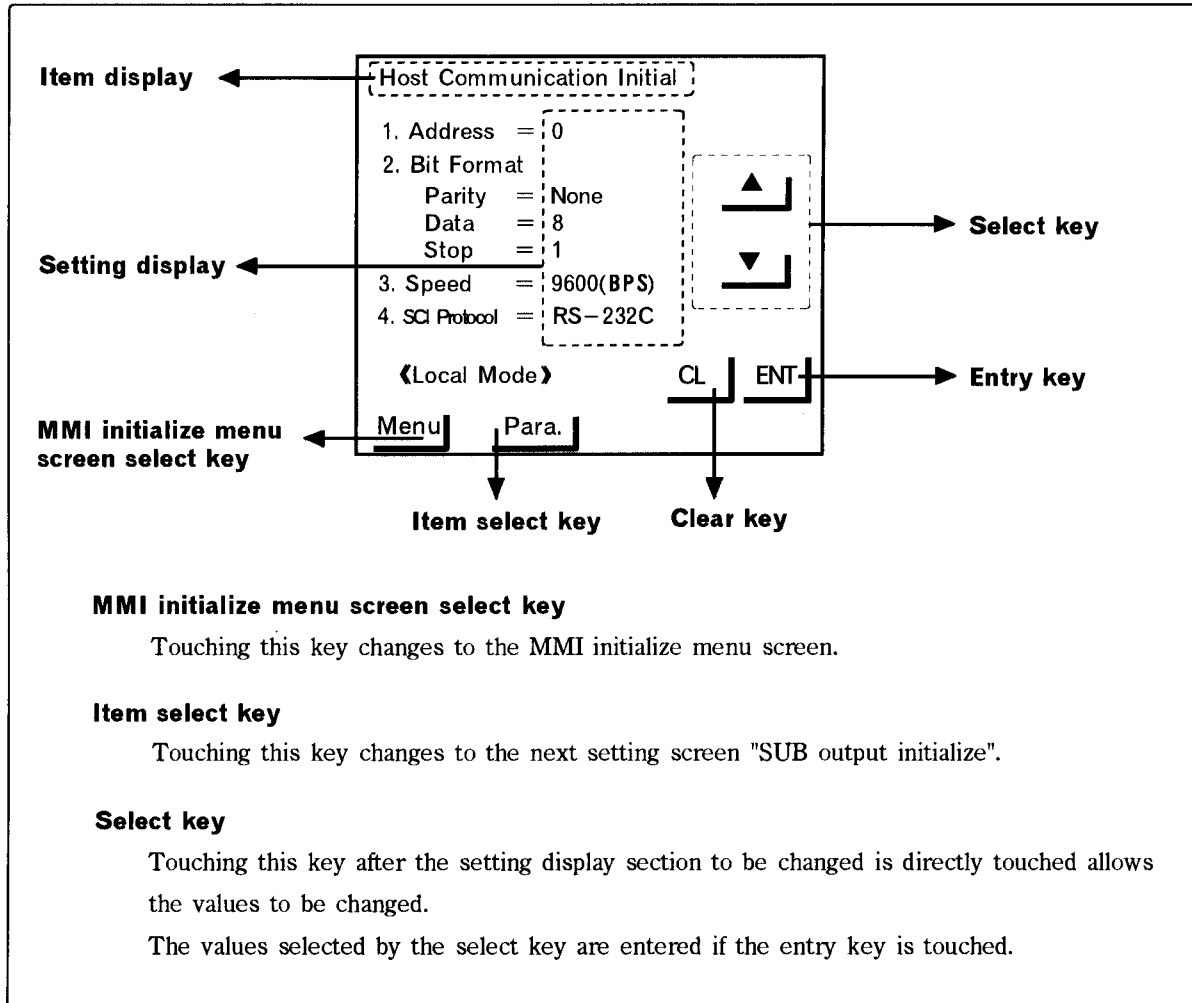 Item display
Host Communication Initial
1. Address = 0
2. Bit Format
Parity = None
Data = 8
Stop = 1
3. Speed = 9600(BPS)
4. SCI Protocol = RS-232C
Setting display
▲
▼
Select key
《Local Mode》
CL
ENT
Entry key
Menu
Para.
MMI initialize menu
screen select key
Item select key
Clear key
MMI initialize menu screen select key
Touching this key changes to the MMI initialize menu screen.
Item select key
Touching this key changes to the next setting screen "SUB output initialize".
Select key
Touching this key after the setting display section to be changed is directly touched allows
the values to be changed.
The values selected by the select key are entered if the entry key is touched.